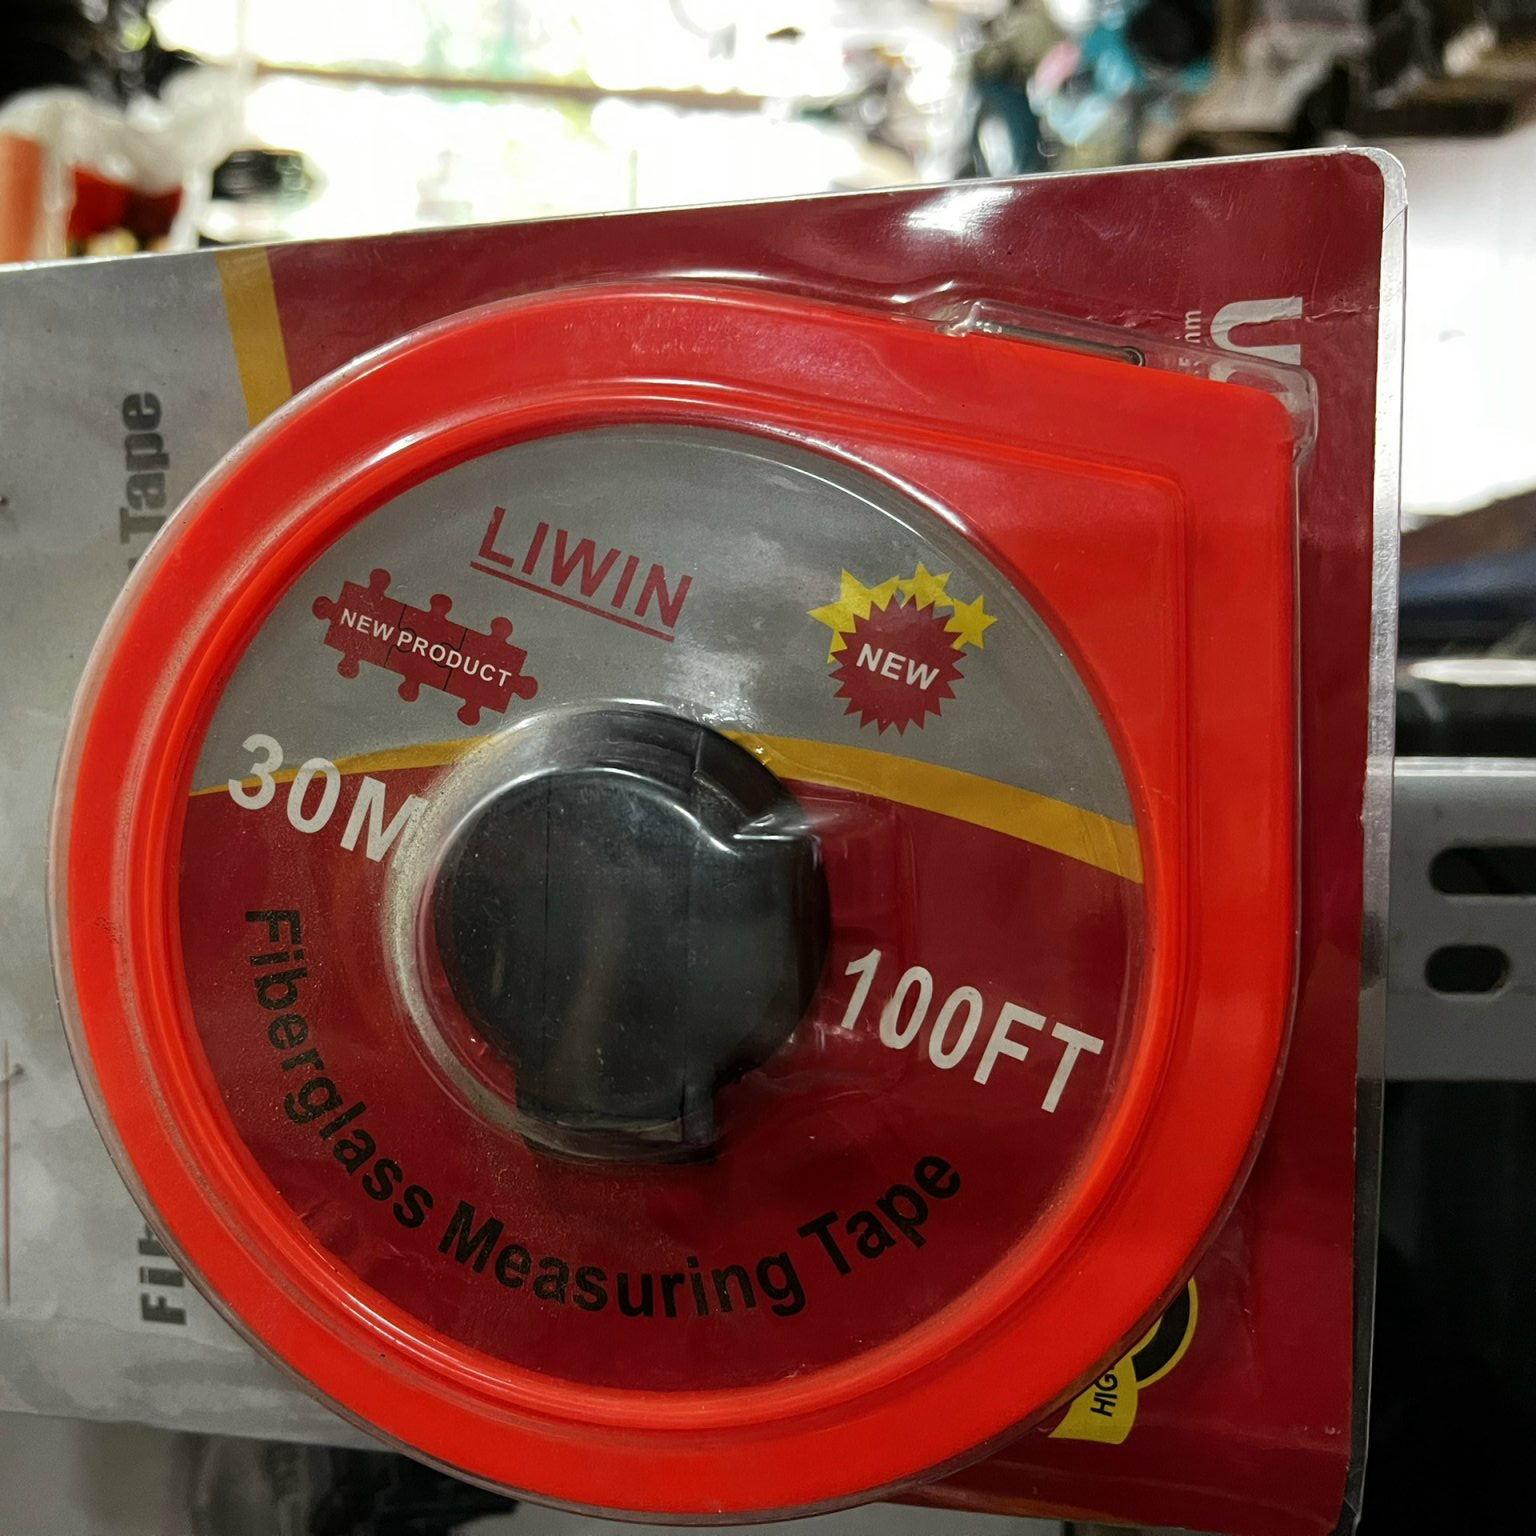 LIWIN
NEW PRODUCT
NEW
30M
100FT
Fiberglass Measuring Tape
Tape